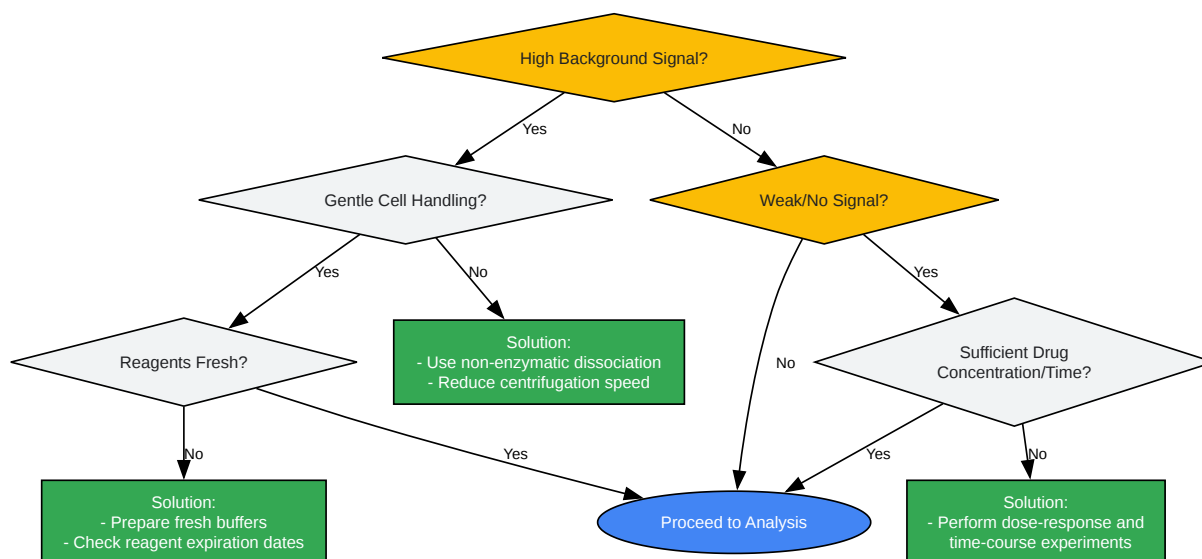 High Background Signal?
Yes
No
Gentle Cell Handling?
Weak/No Signal?
Yes
No
Yes
Solution:
- Use non-enzymatic dissociation
- Reduce centrifugation speed
Reagents Fresh?
No
Sufficient Drug
Concentration/Time?
No
Yes
Yes
No
Solution:
- Prepare fresh buffers
- Check reagent expiration dates
Proceed to Analysis
Solution:
- Perform dose-response and
time-course experiments